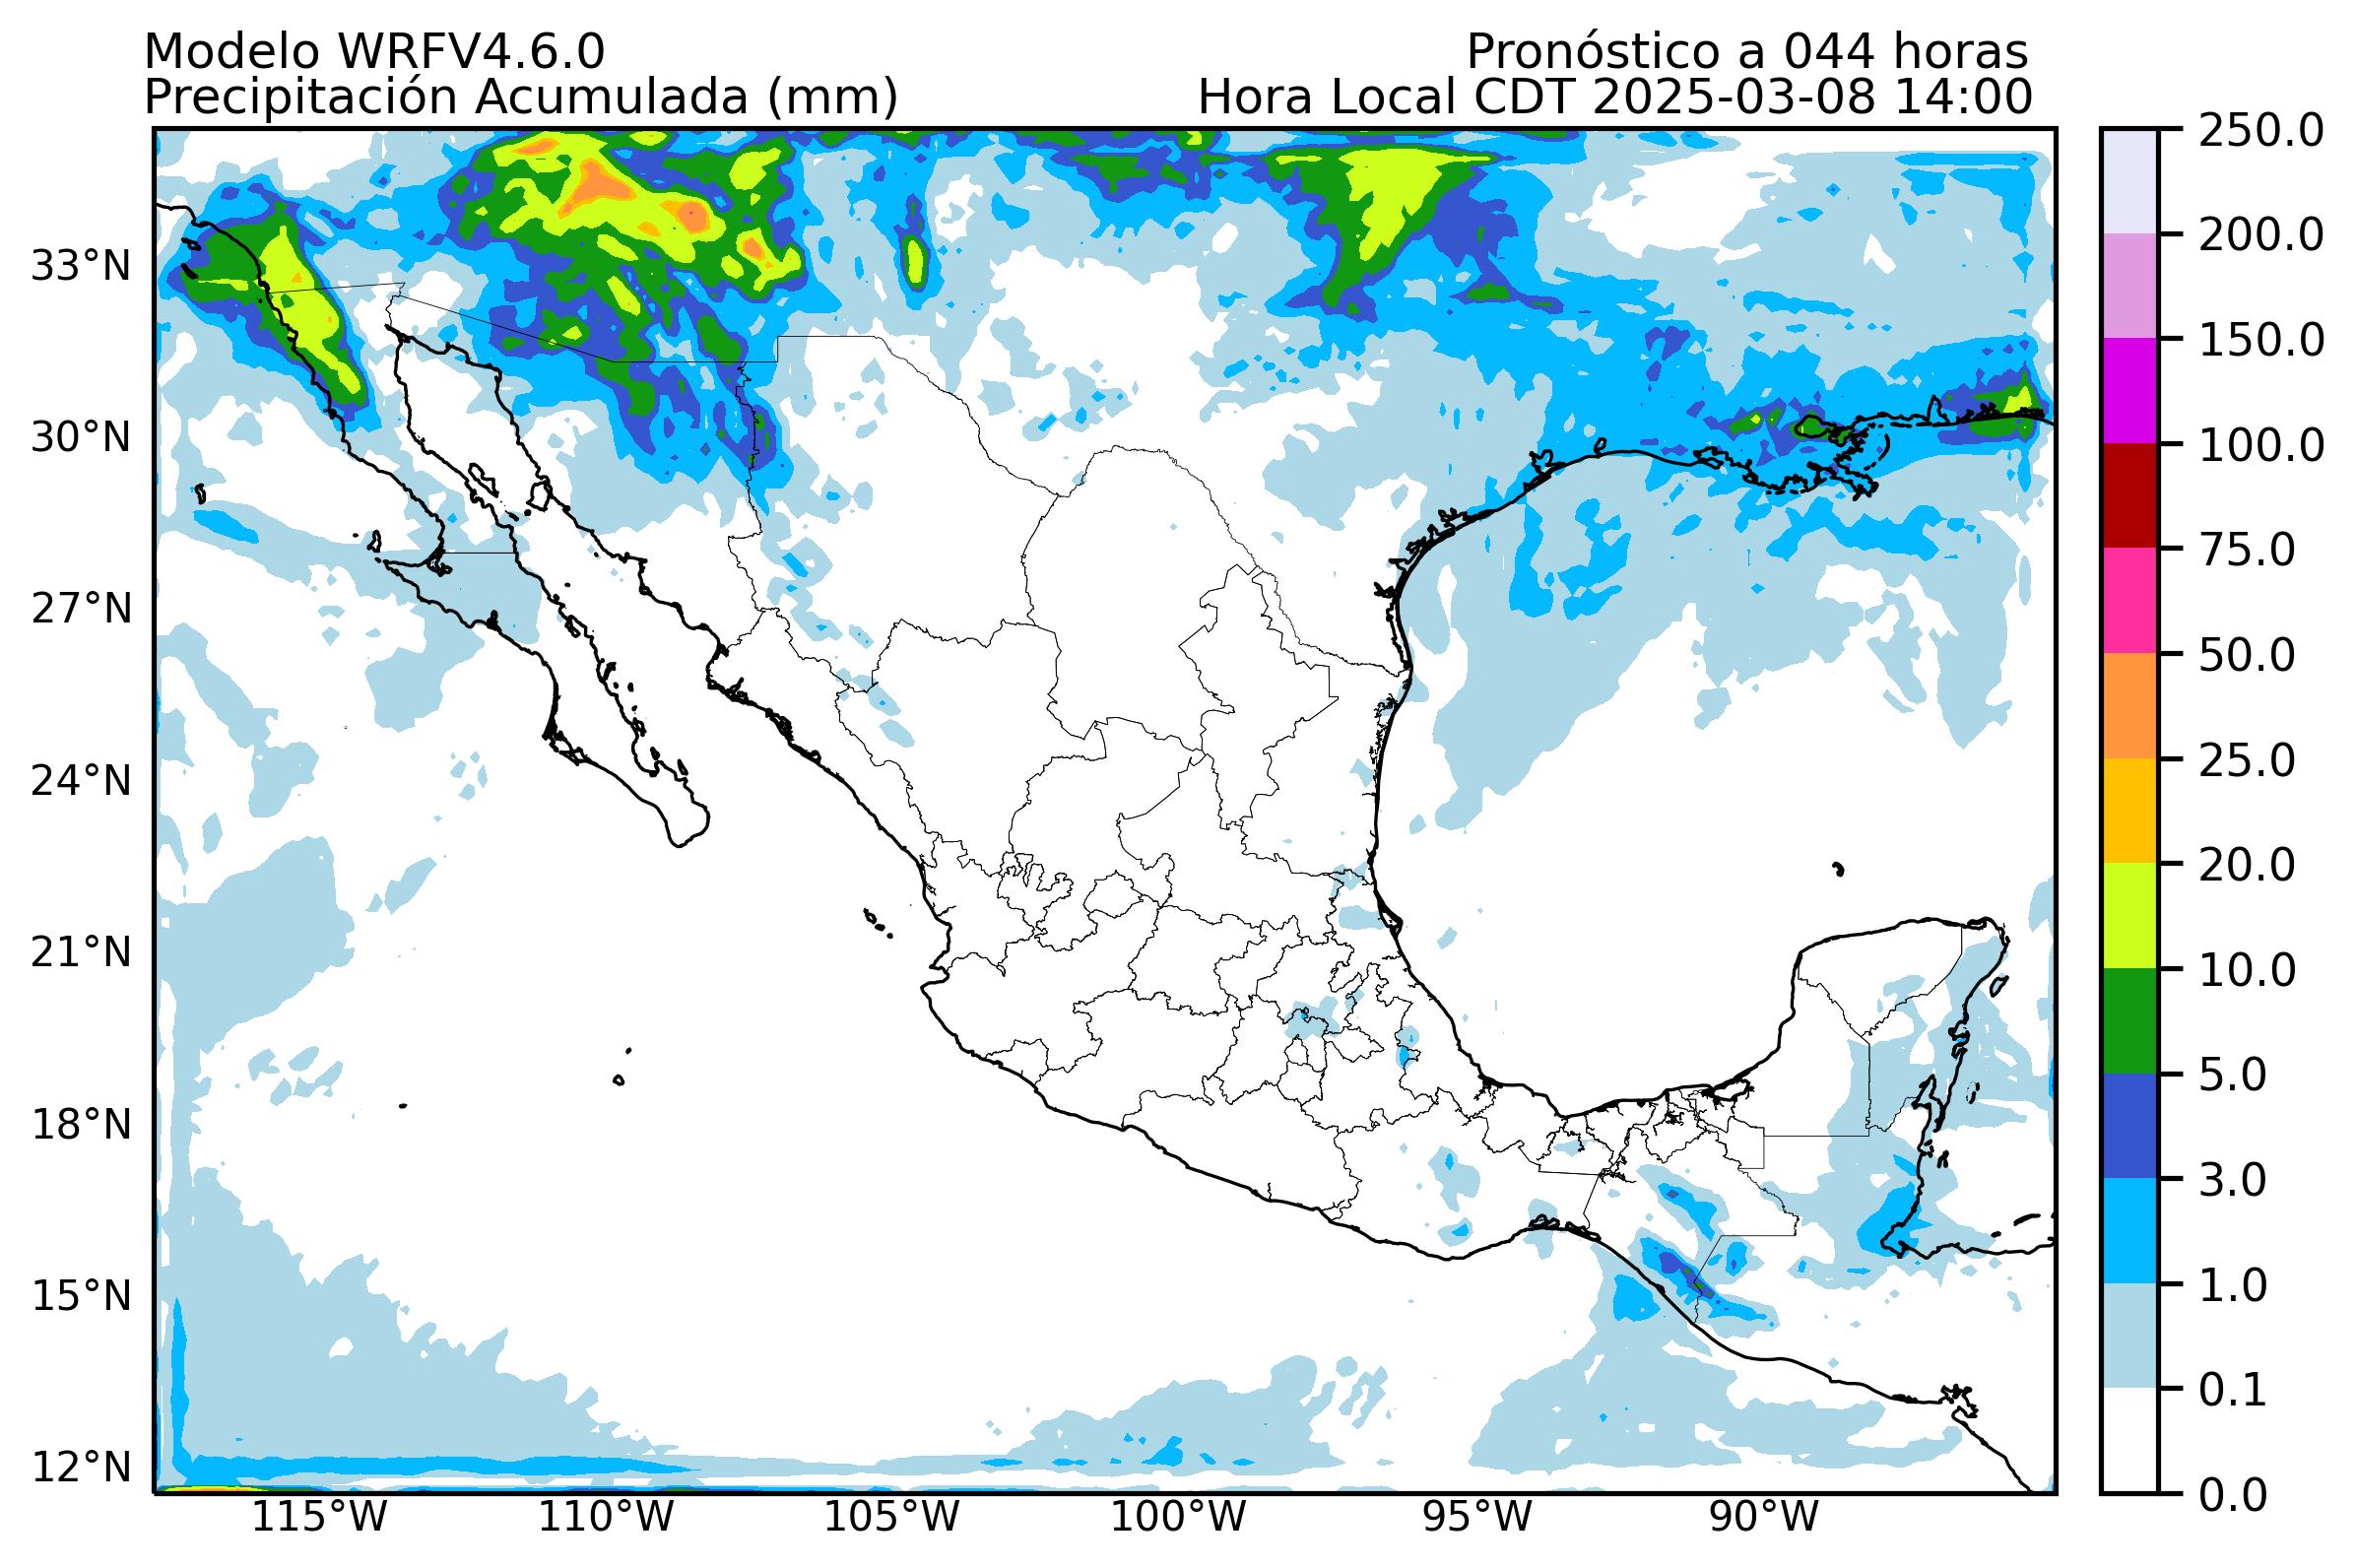 Modelo WRFV4.6.0
Pronóstico a 044 horas
Precipitación Acumulada (mm)
Hora Local CDT 2025-03-08 14:00
33°N
30°N
27°N
24°N
21°N
18°N
15°N
12°N
115°W
110°W
105°W
100°W
95°W
90°W
250.0
200.0
150.0
100.0
75.0
50.0
25.0
20.0
10.0
5.0
3.0
1.0
0.1
0.0